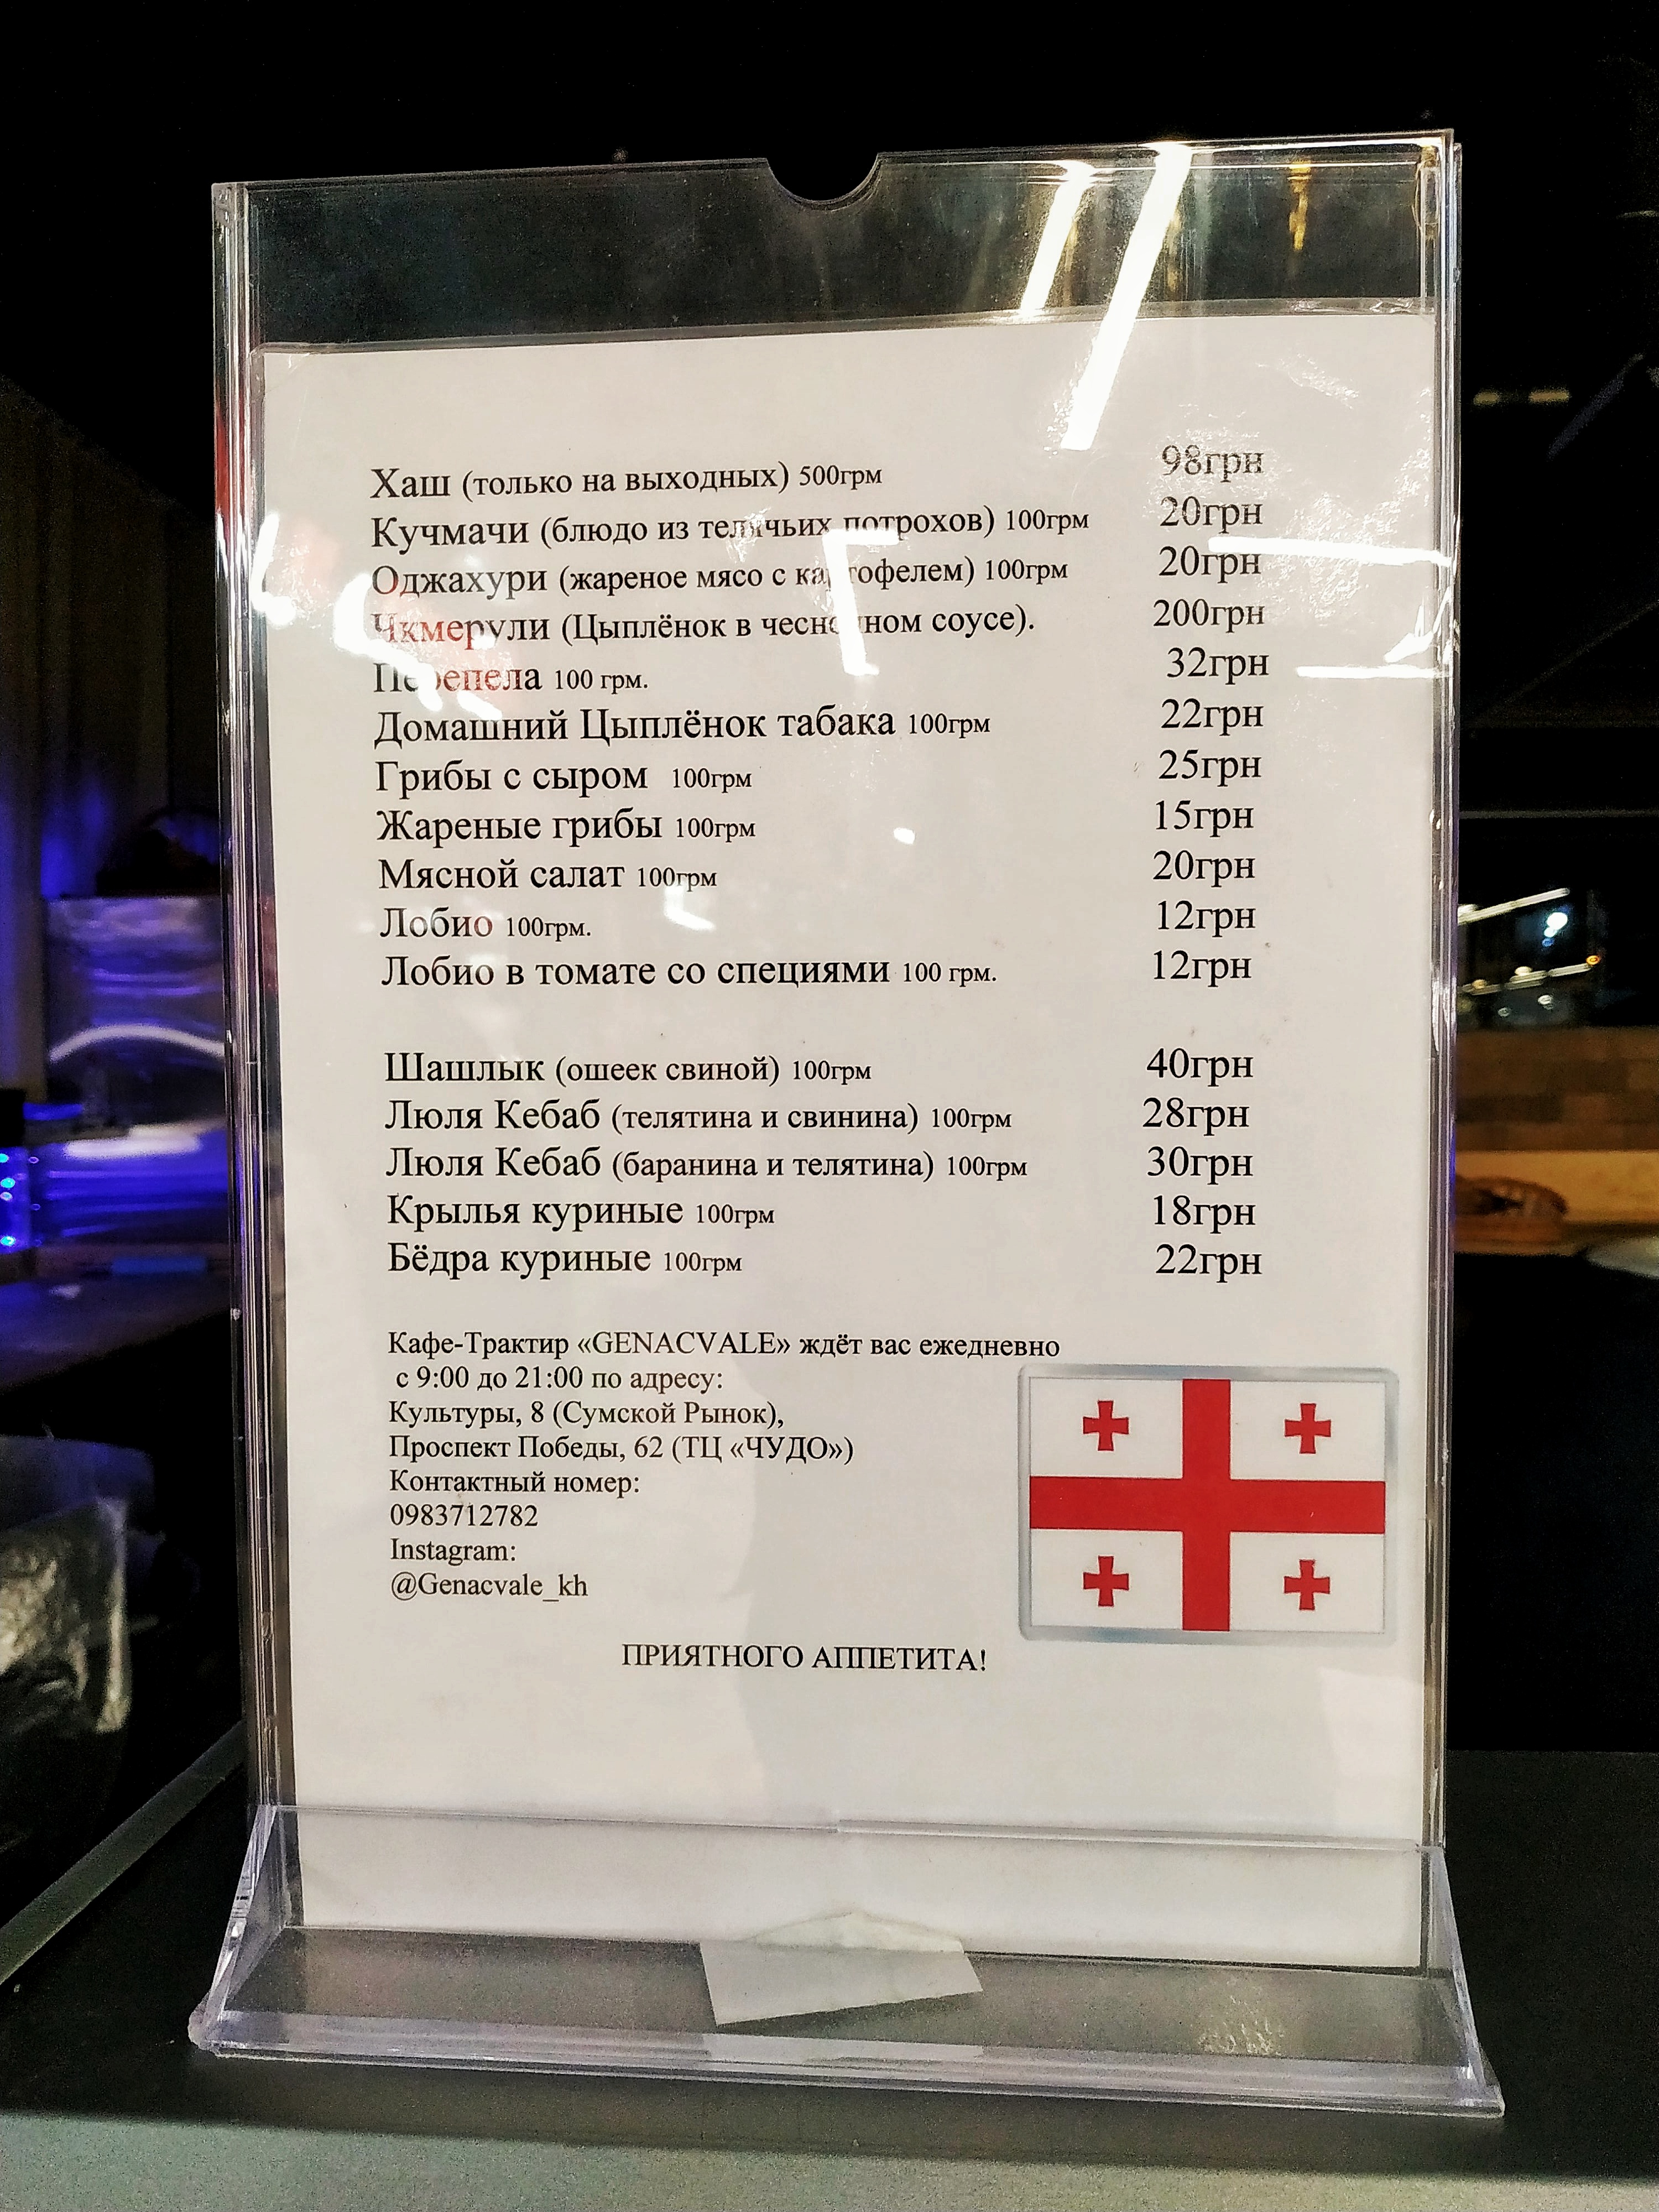 Хаш (только на выходных) 500грм 98грн
Кучмачи (блюдо из телячьих потрохов) 100грм 20грн
Оджахури (жареное мясо с картофелем) 100грм 20грн
Чкмерули (Цыплёнок в чесночном соусе). 200грн
Перепела 100 грм. 32грн
Домашний Цыплёнок табака 100грм 22грн
Грибы с сыром 100грм 25грн
Жареные грибы 100грм 15грн
Мясной салат 100грм 20грн
Лобио 100грм. 12грн
Лобио в томате со специями 100 грм. 12грн
Шашлык (ошеек свиной) 100грм 40грн
Люля Кебаб (телятина и свинина) 100грм 28грн
Люля Кебаб (баранина и телятина) 100грм 30грн
Крылья куриные 100грм 18грн
Бёдра куриные 100грм 22грн
Кафе-Трактир «GENACVALE» ждёт вас ежедневно
с 9:00 до 21:00 по адресу:
Культуры, 8 (Сумской Рынок),
Проспект Победы, 62 (ТЦ «ЧУДО»)
Контактный номер:
0983712782
Instagram:
@Genacvale_kh
ПРИЯТНОГО АППЕТИТА!